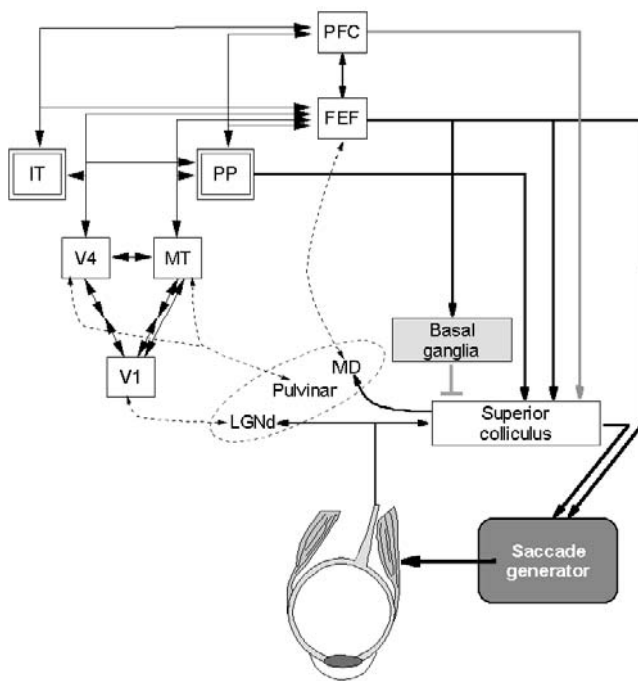 PFC
FEF
IT
PP
V4
MT
Basal
ganglia
MD
V1
Pulvinar
LGNd
Superior
colliculus
Saccade
generator